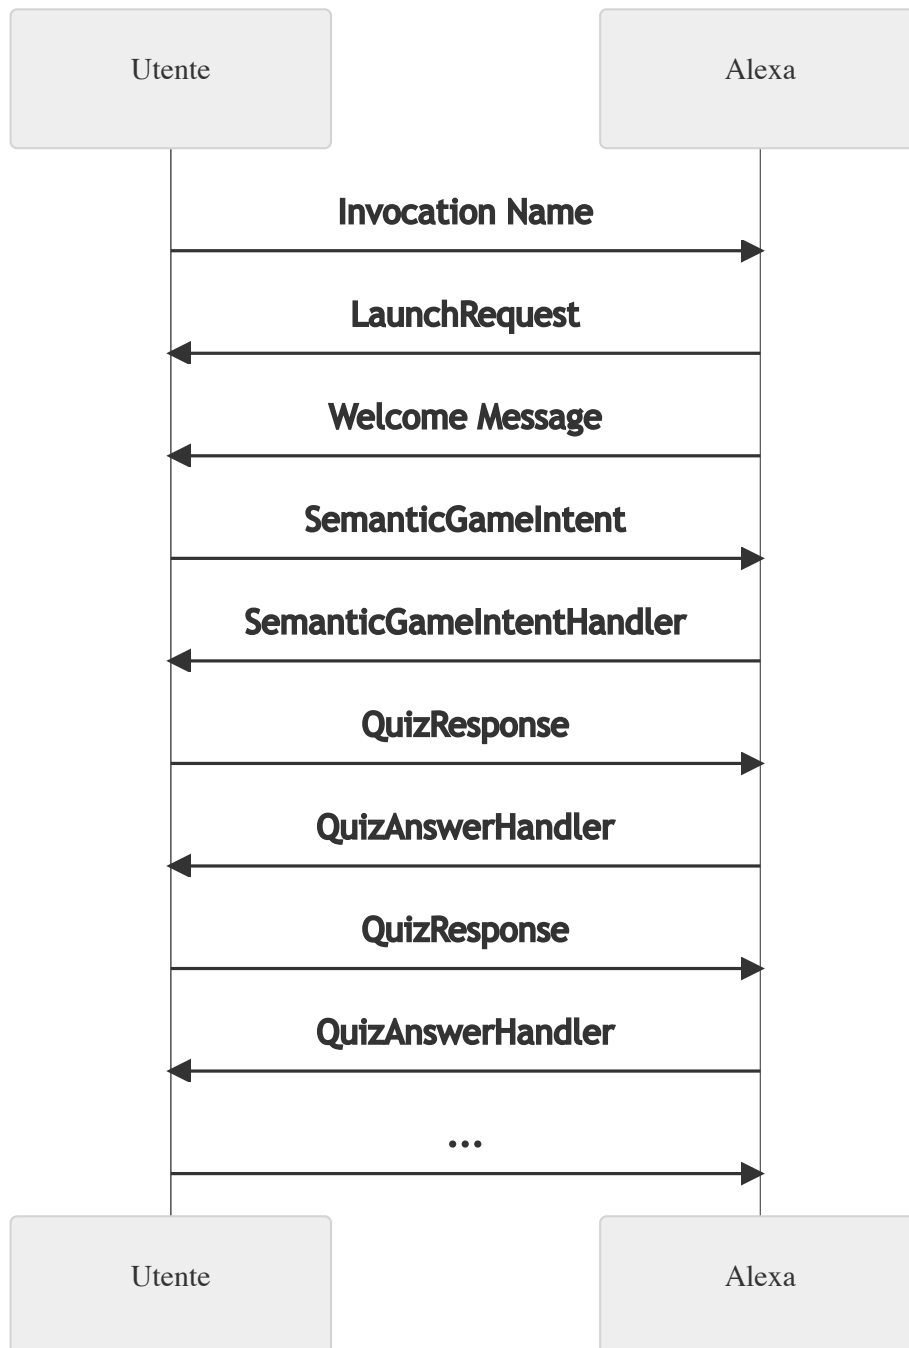 Utente
Alexa
Invocation Name
LaunchRequest
Welcome Message
SemanticGameIntent
SemanticGameIntentHandler
QuizResponse
QuizAnswerHandler
QuizResponse
QuizAnswerHandler
...
Utente
Alexa